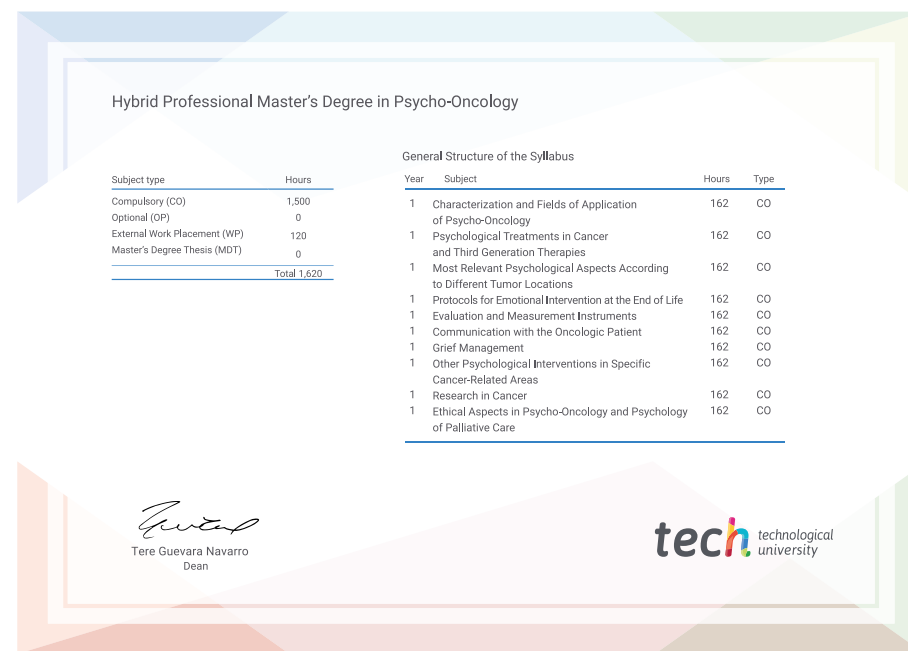 Hybrid Professional Master's Degree in Psycho-Oncology
Subject type Hours
Compulsory (CO) 1,500
Optional (OP) 0
External Work Placement (WP) 120
Master's Degree Thesis (MDT) 0
Total 1,620
General Structure of the Syllabus
Year Subject Hours Type
1 Characterization and Fields of Application 162 CO
of Psycho-Oncology
1 Psychological Treatments in Cancer 162 CO
and Third Generation Therapies
1 Most Relevant Psychological Aspects According 162 CO
to Different Tumor Locations
1 Protocols for Emotional Intervention at the End of Life 162 CO
1 Evaluation and Measurement Instruments 162 CO
1 Communication with the Oncologic Patient 162 CO
1 Grief Management 162 CO
1 Other Psychological Interventions in Specific 162 CO
Cancer-Related Areas
1 Research in Cancer 162 CO
1 Ethical Aspects in Psycho-Oncology and Psychology 162 CO
of Palliative Care
Tere Guevara Navarro
Dean
tech technological
university